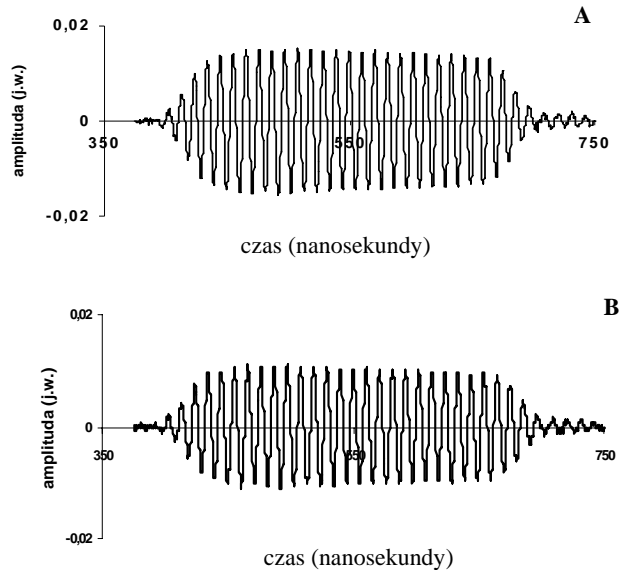 A
0,02
amplituda (j.w.)
0
350
550
750
-0,02
czas (nanosekundy)
B
0,02
amplituda (j.w.)
0
350
750
-0,02
czas (nanosekundy)